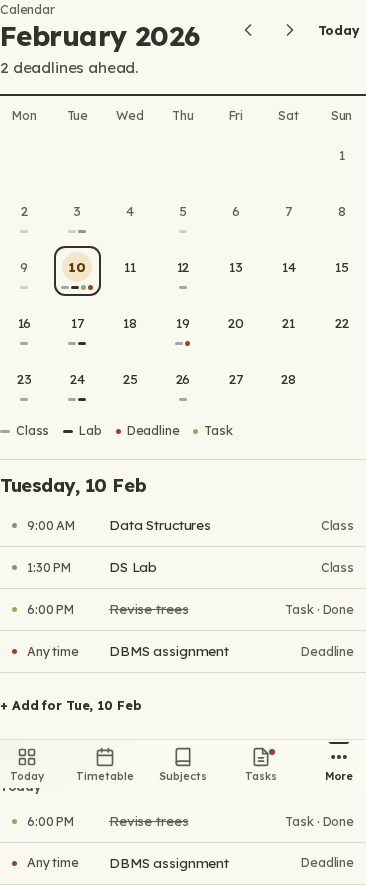 Calendar
February 2026
Today
2 deadlines ahead.
Mon Tue Wed Thu Fri Sat Sun
1
2 3 4 5 6 7 8
9 10 11 12 13 14 15
16 17 18 19 20 21 22
23 24 25 26 27 28
Class Lab Deadline Task
Tuesday, 10 Feb
9:00 AM Data Structures Class
1:30 PM DS Lab Class
6:00 PM Revise trees Task · Done
Anytime DBMS assignment Deadline
+ Add for Tue, 10 Feb
Today Timetable Subjects Tasks More
Today
6:00 PM Revise trees Task · Done
Anytime DBMS assignment Deadline